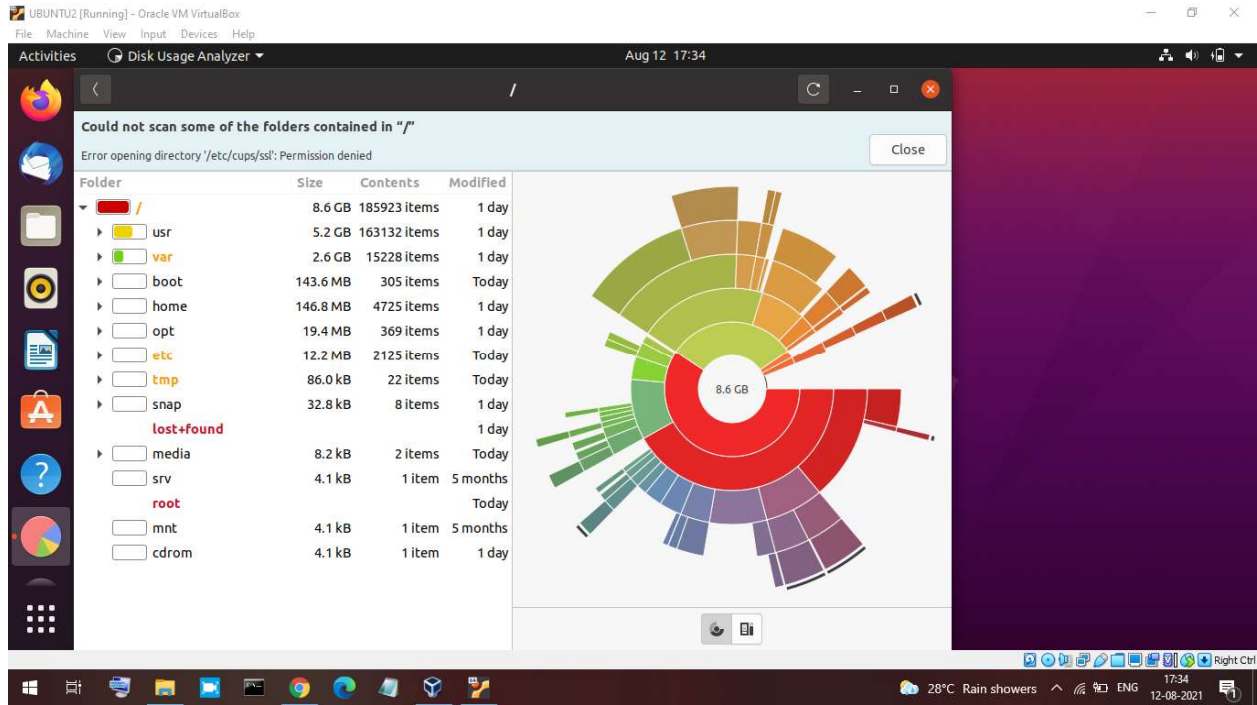 UBUNTU2 [Running] - Oracle VM VirtualBox
File Machine View Input Devices Help
Activities Disk Usage Analyzer Aug 12 17:34
/
Could not scan some of the folders contained in “/”
Error opening directory '/etc/cups/ssl': Permission denied
Close
Folder Size Contents Modified
/ 8.6 GB 185923 items 1 day
usr 5.2 GB 163132 items 1 day
var 2.6 GB 15228 items 1 day
boot 143.6 MB 305 items Today
home 146.8 MB 4725 items 1 day
opt 19.4 MB 369 items 1 day
etc 12.2 MB 2125 items Today
tmp 86.0 kB 22 items Today
snap 32.8 kB 8 items 1 day
lost+found 1 day
media 8.2 kB 2 items Today
srv 4.1 kB 1 item 5 months
root Today
mnt 4.1 kB 1 item 5 months
cdrom 4.1 kB 1 item 1 day
8.6 GB
Right Ctrl
28°C Rain showers ENG 17:34
12-08-2021